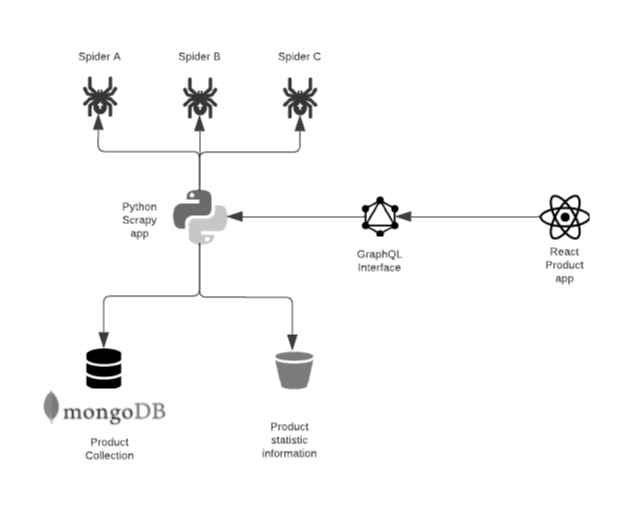 Spider A
Spider B
Spider C
Python
Scrapy
app
GraphQL
Interface
React
Product
app
mongoDB
Product
Collection
Product
statistic
information